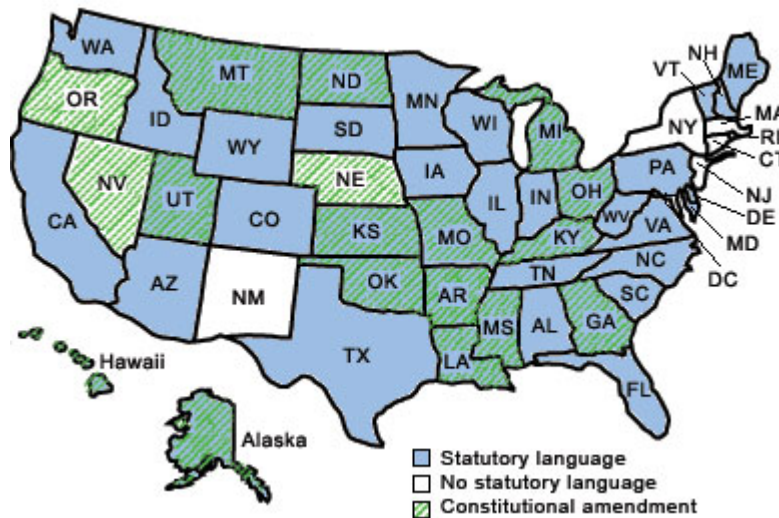 WA
MT
ND
MN
VT
NH
ME
OR
ID
SD
WI
MI
NY
MA
RI
CT
WY
NE
IA
PA
NJ
NV
UT
CO
IL
IN
OH
WV
VA
DE
MD
DC
CA
KS
MO
KY
NC
TN
AZ
NM
OK
AR
SC
TX
LA
MS
AL
GA
FL
Hawaii
Alaska
Statutory language
No statutory language
Constitutional amendment